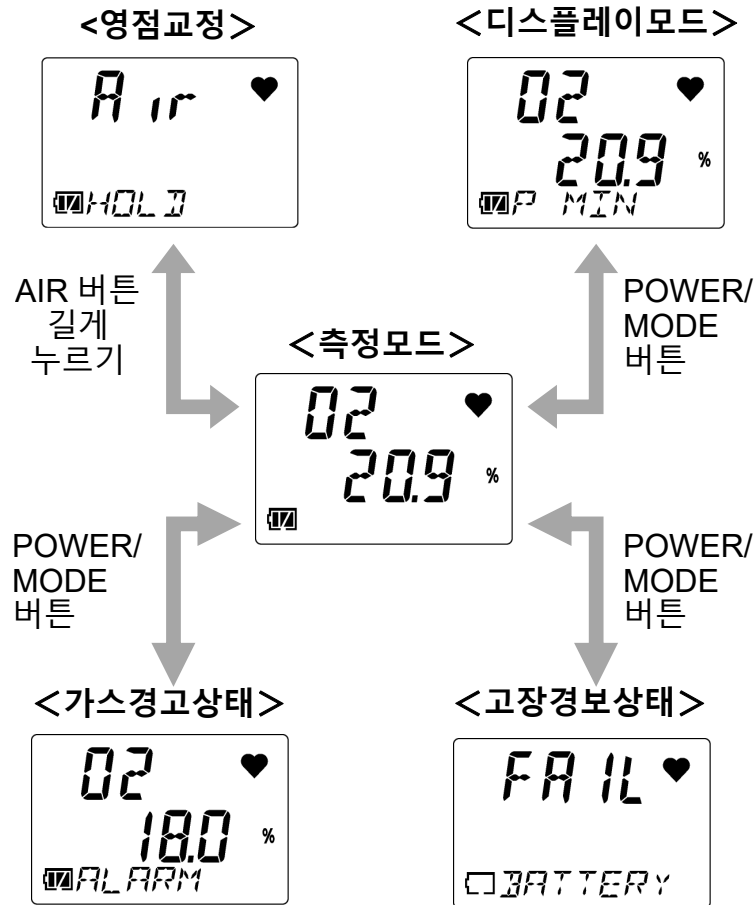 <영점교정>
Air
HOLD
<디스플레이모드>
O2
20.9 %
P MIN
AIR 버튼
길게
누르기
POWER/
MODE
버튼
<측정모드>
O2
20.9 %
POWER/
MODE
버튼
POWER/
MODE
버튼
<가스경고상태>
O2
18.0 %
ALARM
<고장경보상태>
FAIL
BATTERY